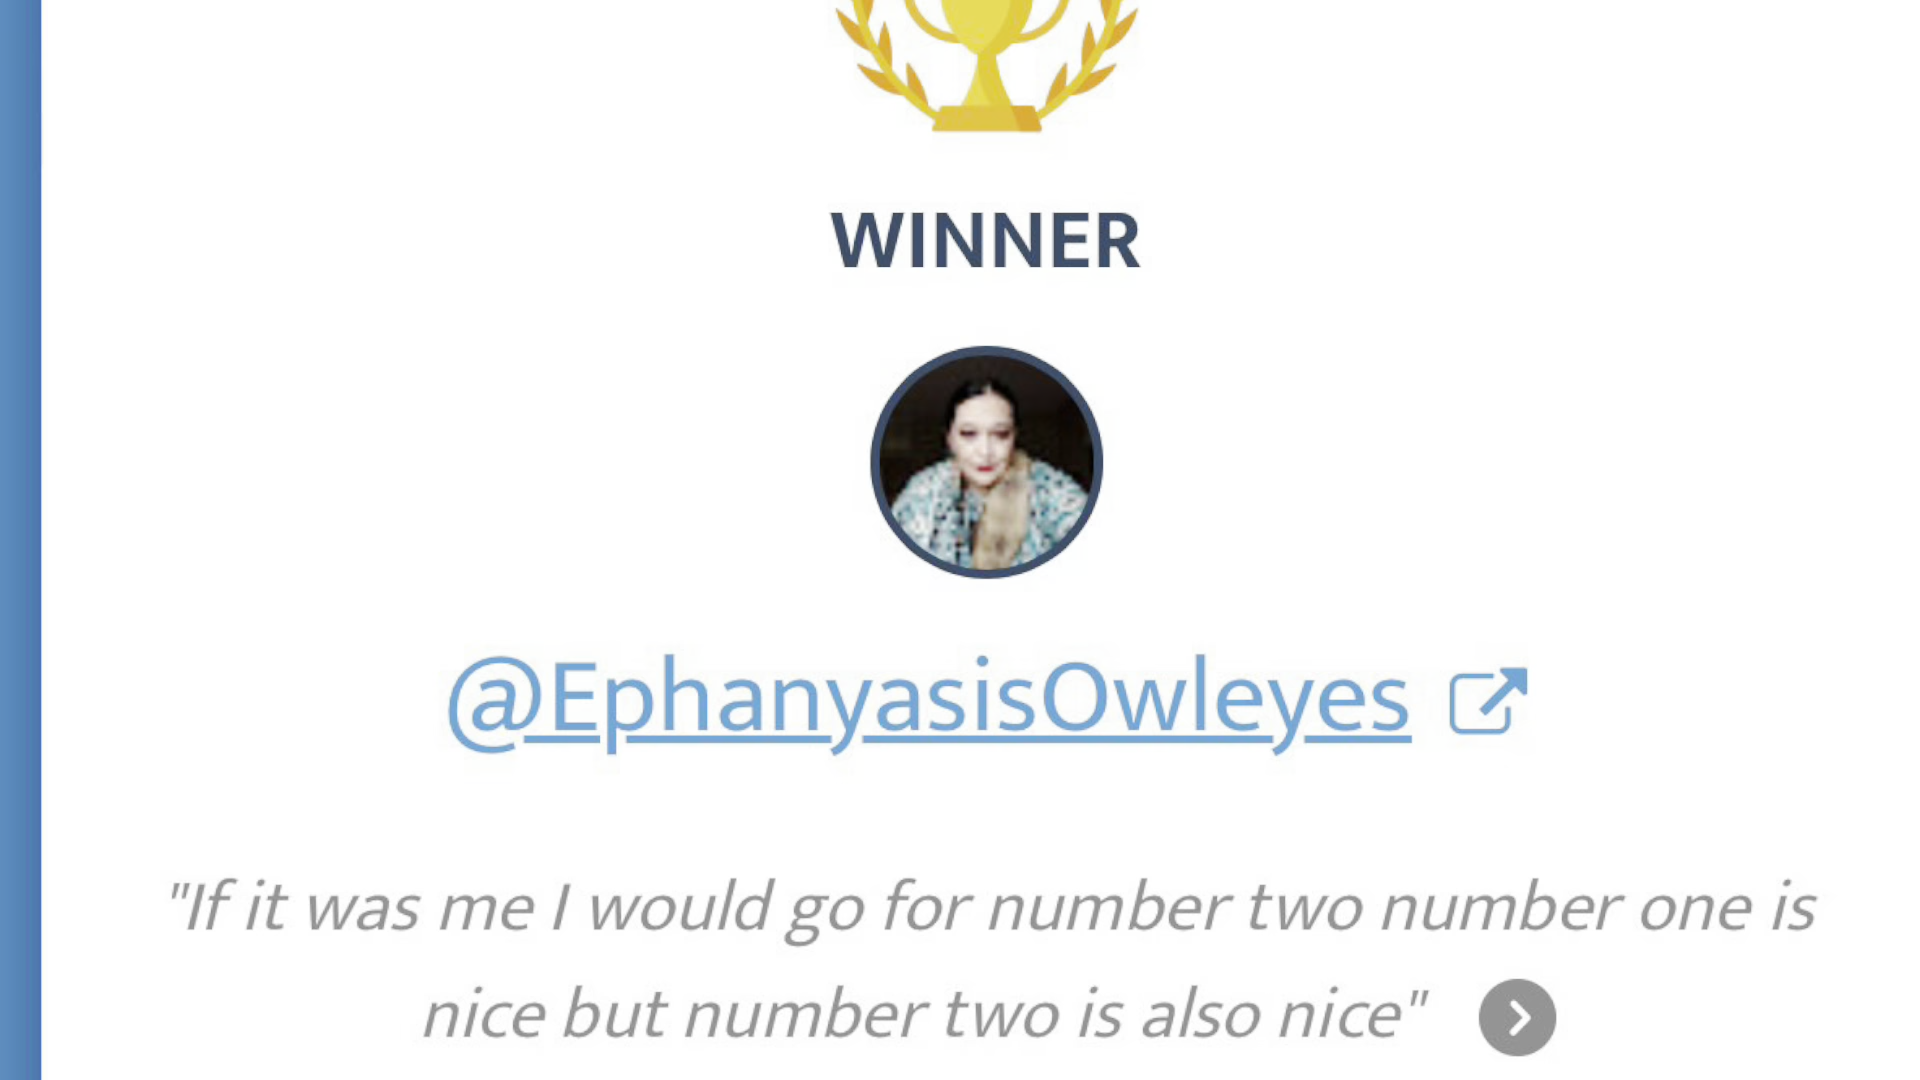 WINNER
@EphanyasisOwleyes
"If it was me I would go for number two number one is
nice but number two is also nice"